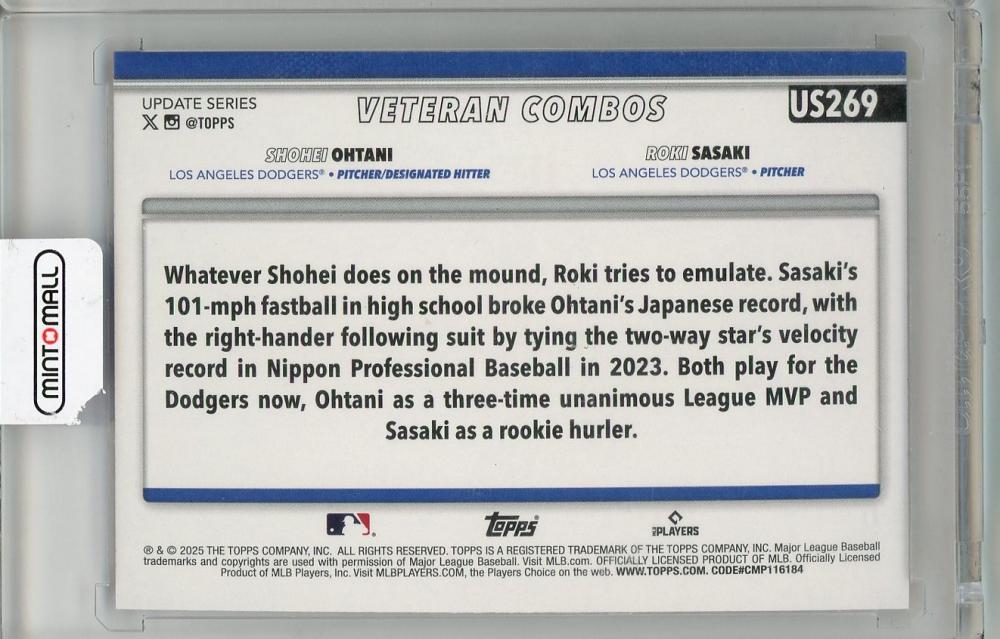 UPDATE SERIES
@TOPPS
VETERAN COMBOS
US269
SHOHEI OHTANI
LOS ANGELES DODGERS® • PITCHER/DESIGNATED HITTER
ROKI SASAKI
LOS ANGELES DODGERS® • PITCHER
Whatever Shohei does on the mound, Roki tries to emulate. Sasaki's
101-mph fastball in high school broke Ohtani's Japanese record, with
the right-hander following suit by tying the two-way star's velocity
record in Nippon Professional Baseball in 2023. Both play for the
Dodgers now, Ohtani as a three-time unanimous League MVP and
Sasaki as a rookie hurler.
MINTOMALL
Topps®
MLB PLAYERS
® & © 2025 THE TOPPS COMPANY, INC. ALL RIGHTS RESERVED. TOPPS IS A REGISTERED TRADEMARK OF THE TOPPS COMPANY, INC. Major League Baseball
trademarks and copyrights are used with permission of Major League Baseball. Visit MLB.com. OFFICIALLY LICENSED PRODUCT OF MLB. Officially Licensed
Product of MLB Players, Inc. Visit MLBPLAYERS.COM, the Players Choice on the web. WWW.TOPPS.COM. CODE#CMP116184